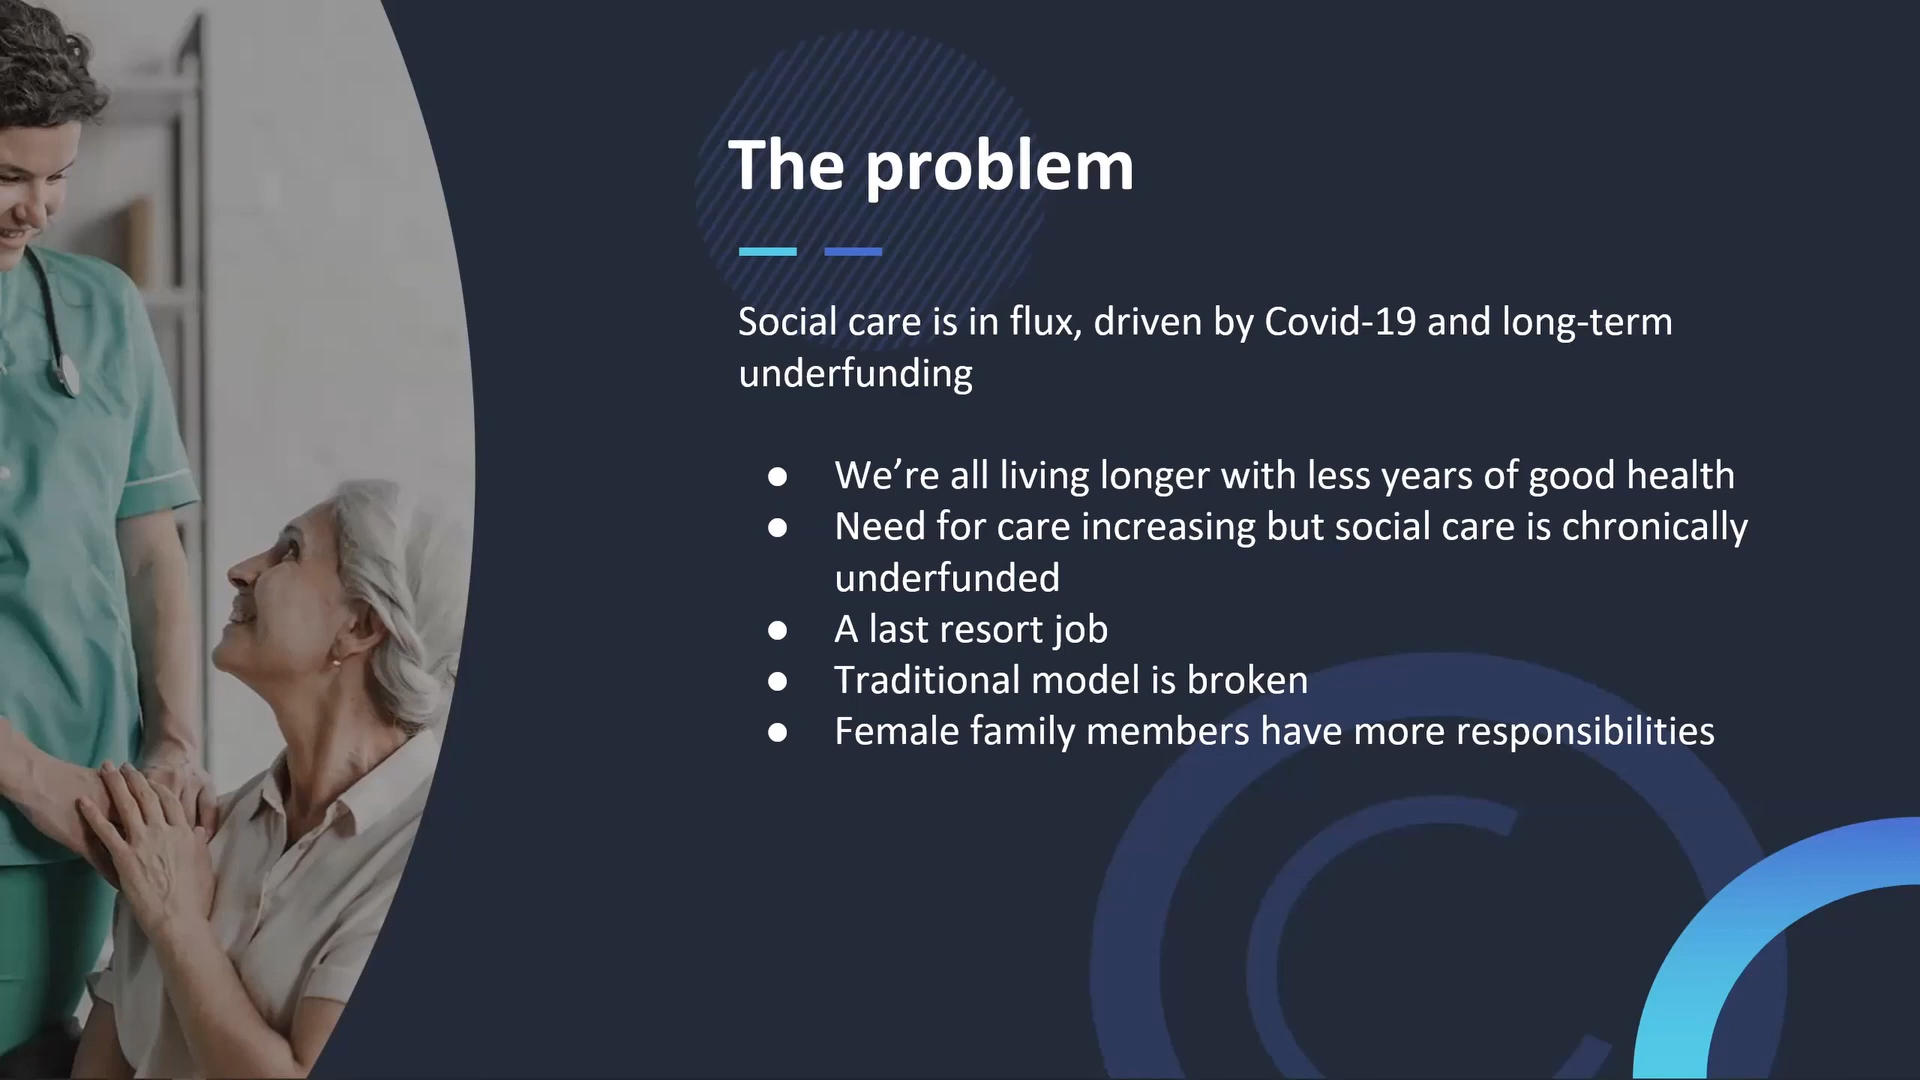 The problem
Social care is in flux, driven by Covid-19 and long-term
underfunding
● We’re all living longer with less years of good health
● Need for care increasing but social care is chronically
underfunded
● A last resort job
● Traditional model is broken
● Female family members have more responsibilities